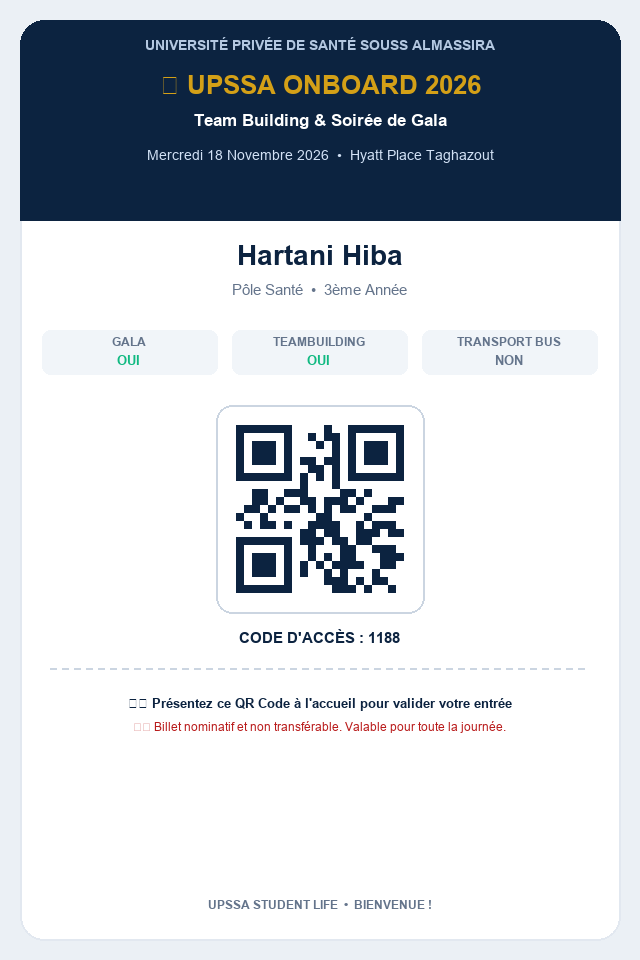 UNIVERSITÉ PRIVÉE DE SANTÉ SOUSS ALMASSIRA
UPSSA ONBOARD 2026
Team Building & Soirée de Gala
Mercredi 18 Novembre 2026 • Hyatt Place Taghazout
Hartani Hiba
Pôle Santé • 3ème Année
GALA
OUI
TEAMBUILDING
OUI
TRANSPORT BUS
NON
CODE D'ACCÈS : 1188
Présentez ce QR Code à l'accueil pour valider votre entrée
Billet nominatif et non transférable. Valable pour toute la journée.
UPSSA STUDENT LIFE • BIENVENUE !